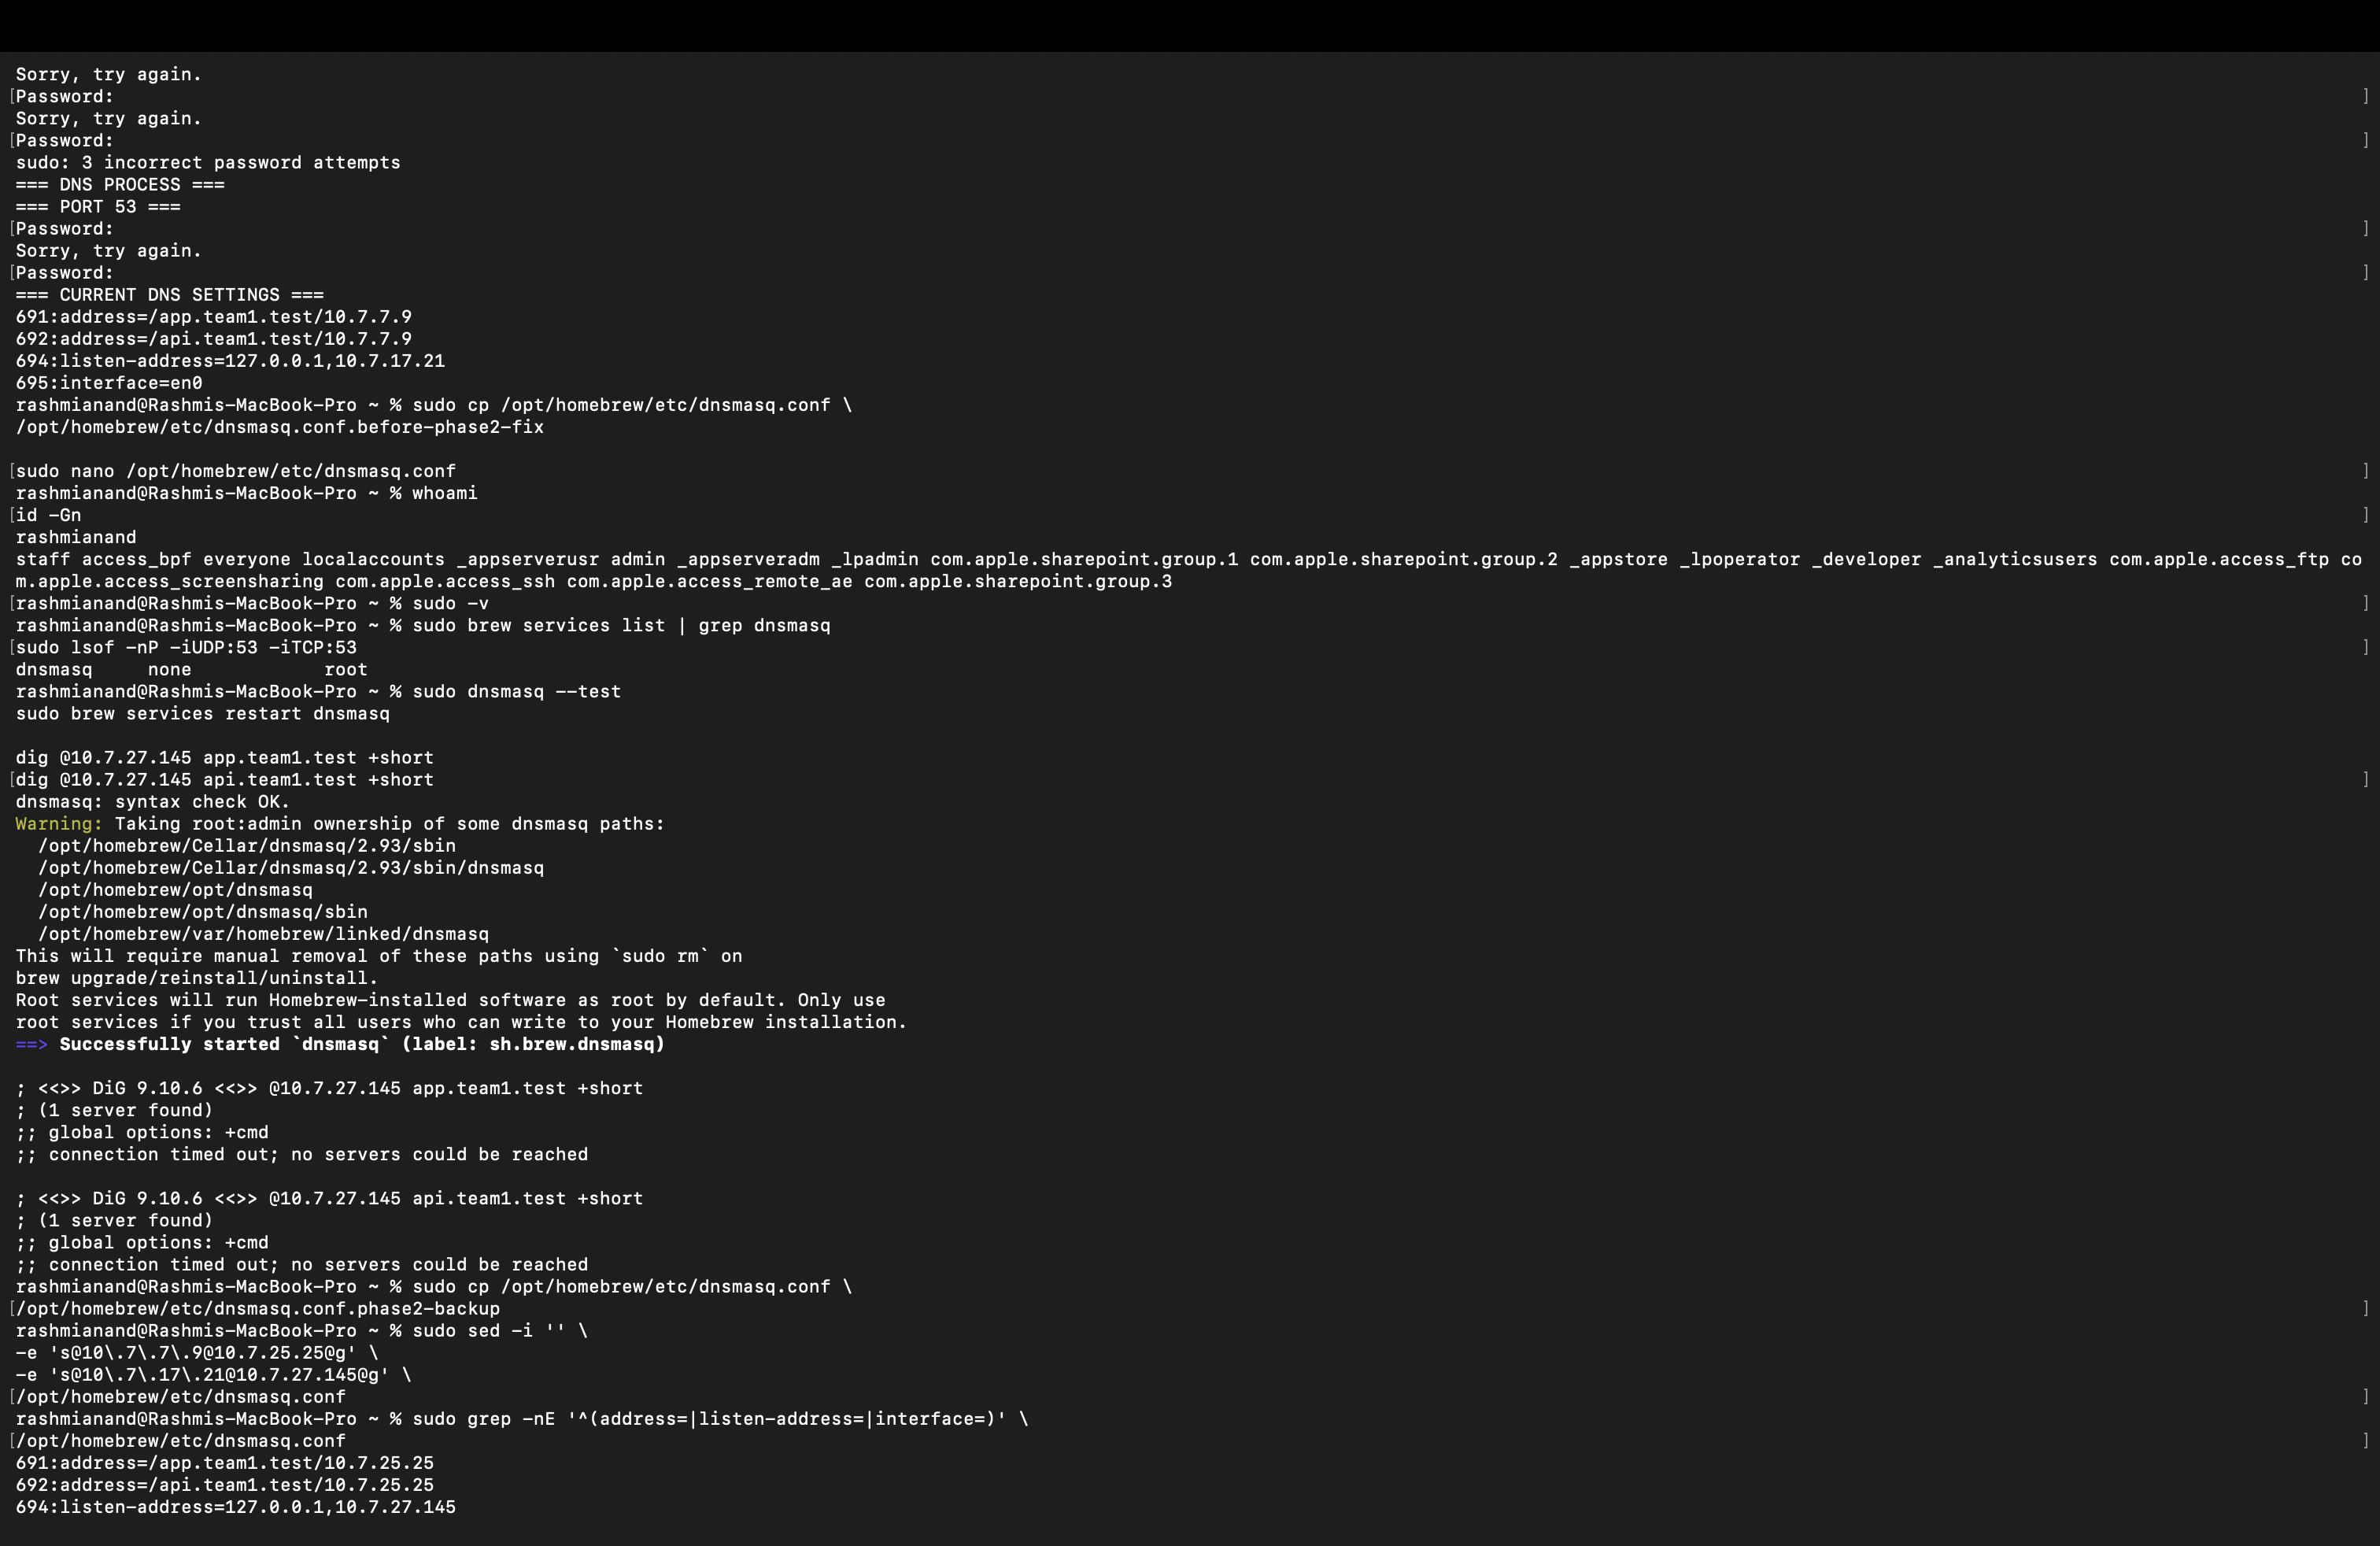 Sorry, try again.
[Password: ]
Sorry, try again.
[Password: ]
sudo: 3 incorrect password attempts
=== DNS PROCESS ===
=== PORT 53 ===
[Password: ]
Sorry, try again.
[Password: ]
=== CURRENT DNS SETTINGS ===
691:address=/app.team1.test/10.7.7.9
692:address=/api.team1.test/10.7.7.9
694:listen-address=127.0.0.1,10.7.17.21
695:interface=en0
rashmianand@Rashmis-MacBook-Pro ~ % sudo cp /opt/homebrew/etc/dnsmasq.conf \
/opt/homebrew/etc/dnsmasq.conf.before-phase2-fix

[sudo nano /opt/homebrew/etc/dnsmasq.conf ]
rashmianand@Rashmis-MacBook-Pro ~ % whoami
[id -Gn ]
rashmianand
staff access_bpf everyone localaccounts _appserverusr admin _appserveradm _lpadmin com.apple.sharepoint.group.1 com.apple.sharepoint.group.2 _appstore _lpoperator _developer _analyticsusers com.apple.access_ftp co
m.apple.access_screensharing com.apple.access_ssh com.apple.access_remote_ae com.apple.sharepoint.group.3
[rashmianand@Rashmis-MacBook-Pro ~ % sudo -v ]
rashmianand@Rashmis-MacBook-Pro ~ % sudo brew services list | grep dnsmasq
[sudo lsof -nP -iUDP:53 -iTCP:53 ]
dnsmasq     none            root
rashmianand@Rashmis-MacBook-Pro ~ % sudo dnsmasq --test
sudo brew services restart dnsmasq

dig @10.7.27.145 app.team1.test +short
[dig @10.7.27.145 api.team1.test +short ]
dnsmasq: syntax check OK.
Warning: Taking root:admin ownership of some dnsmasq paths:
  /opt/homebrew/Cellar/dnsmasq/2.93/sbin
  /opt/homebrew/Cellar/dnsmasq/2.93/sbin/dnsmasq
  /opt/homebrew/opt/dnsmasq
  /opt/homebrew/opt/dnsmasq/sbin
  /opt/homebrew/var/homebrew/linked/dnsmasq
This will require manual removal of these paths using `sudo rm` on
brew upgrade/reinstall/uninstall.
Root services will run Homebrew-installed software as root by default. Only use
root services if you trust all users who can write to your Homebrew installation.
==> Successfully started `dnsmasq` (label: sh.brew.dnsmasq)

; <<>> DiG 9.10.6 <<>> @10.7.27.145 app.team1.test +short
; (1 server found)
;; global options: +cmd
;; connection timed out; no servers could be reached

; <<>> DiG 9.10.6 <<>> @10.7.27.145 api.team1.test +short
; (1 server found)
;; global options: +cmd
;; connection timed out; no servers could be reached
rashmianand@Rashmis-MacBook-Pro ~ % sudo cp /opt/homebrew/etc/dnsmasq.conf \
[/opt/homebrew/etc/dnsmasq.conf.phase2-backup ]
rashmianand@Rashmis-MacBook-Pro ~ % sudo sed -i '' \
-e 's@10\.7\.7\.9@10.7.25.25@g' \
-e 's@10\.7\.17\.21@10.7.27.145@g' \
[/opt/homebrew/etc/dnsmasq.conf ]
rashmianand@Rashmis-MacBook-Pro ~ % sudo grep -nE '^(address=|listen-address=|interface=)' \
[/opt/homebrew/etc/dnsmasq.conf ]
691:address=/app.team1.test/10.7.25.25
692:address=/api.team1.test/10.7.25.25
694:listen-address=127.0.0.1,10.7.27.145